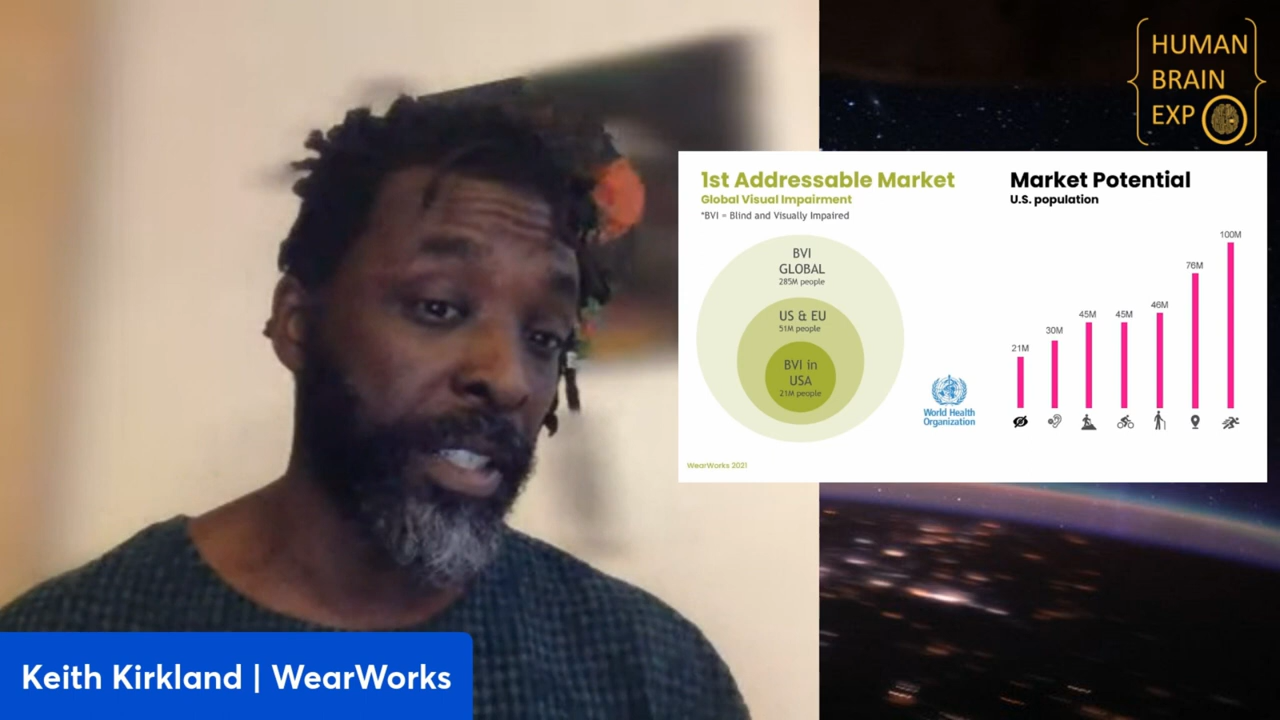 HUMAN
BRAIN
EXP
1st Addressable Market
Global Visual Impairment
*BVI = Blind and Visually Impaired
BVI
GLOBAL
285M people
US & EU
51M people
BVI in
USA
21M people
World Health
Organization
WearWorks 2021
Market Potential
U.S. population
21M
30M
45M
45M
46M
76M
100M
Keith Kirkland | WearWorks